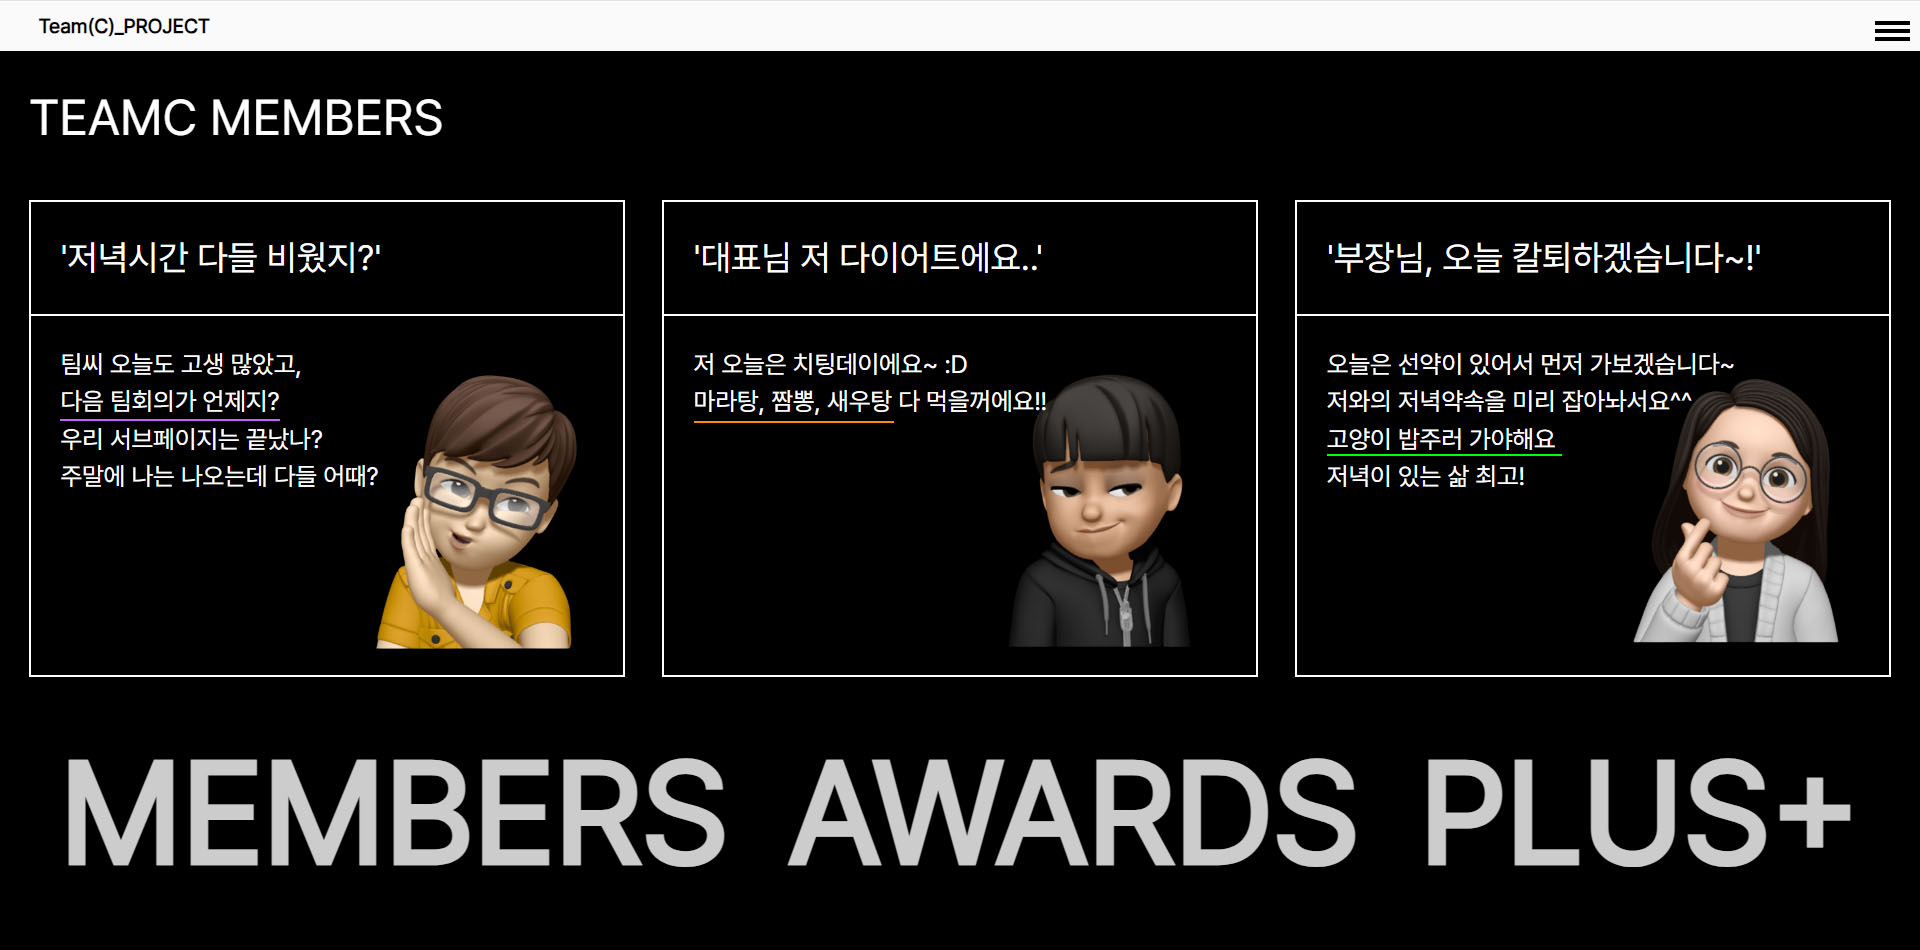 Team(C)_PROJECT
TEAMC MEMBERS
'저녁시간 다들 비웠지?'
팀씨 오늘도 고생 많았고,
다음 팀회의가 언제지?
우리 서브페이지는 끝났나?
주말에 나는 나오는데 다들 어때?
'대표님 저 다이어트에요..'
저 오늘은 치팅데이에요~ :D
마라탕, 짬뽕, 새우탕 다 먹을꺼에요!!
'부장님, 오늘 칼퇴하겠습니다~!'
오늘은 선약이 있어서 먼저 가보겠습니다~
저와의 저녁약속을 미리 잡아놔서요^^
고양이 밥주러 가야해요
저녁이 있는 삶 최고!
MEMBERS AWARDS PLUS+